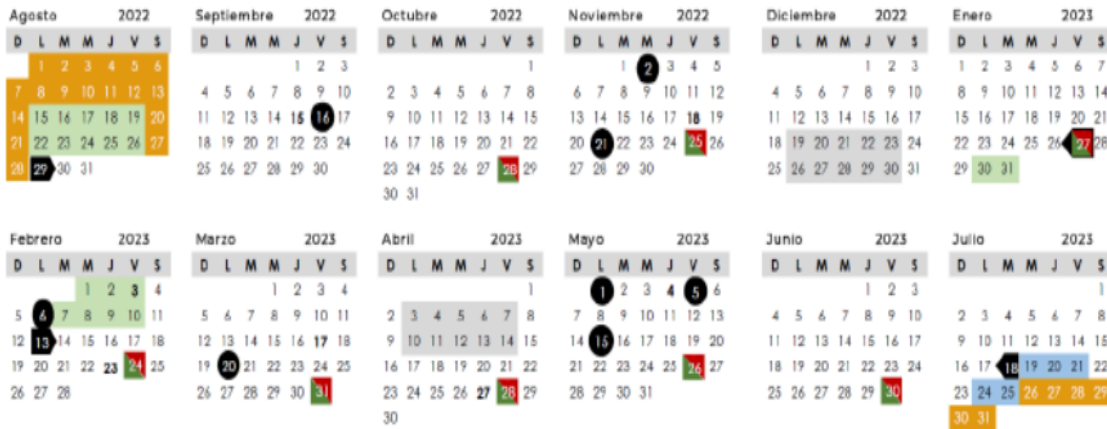 Agosto 2022
D L M M J V S
1 2 3 4 5 6
7 8 9 10 11 12 13
14 15 16 17 18 19 20
21 22 23 24 25 26 27
28 29 30 31
Septiembre 2022
D L M M J V S
1 2 3
4 5 6 7 8 9 10
11 12 13 14 15 16 17
18 19 20 21 22 23 24
25 26 27 28 29 30
Octubre 2022
D L M M J V S
1
2 3 4 5 6 7 8
9 10 11 12 13 14 15
16 17 18 19 20 21 22
23 24 25 26 27 28 29
30 31
Noviembre 2022
D L M M J V S
1 2 3 4 5
6 7 8 9 10 11 12
13 14 15 16 17 18 19
20 21 22 23 24 25 26
27 28 29 30
Diciembre 2022
D L M M J V S
1 2 3
4 5 6 7 8 9 10
11 12 13 14 15 16 17
18 19 20 21 22 23 24
25 26 27 28 29 30 31
Enero 2023
D L M M J V S
1 2 3 4 5 6 7
8 9 10 11 12 13 14
15 16 17 18 19 20 21
22 23 24 25 26 27 28
29 30 31
Febrero 2023
D L M M J V S
1 2 3 4
5 6 7 8 9 10 11
12 13 14 15 16 17 18
19 20 21 22 23 24 25
26 27 28
Marzo 2023
D L M M J V S
1 2 3 4
5 6 7 8 9 10 11
12 13 14 15 16 17 18
19 20 21 22 23 24 25
26 27 28 29 30 31
Abril 2023
D L M M J V S
1
2 3 4 5 6 7 8
9 10 11 12 13 14 15
16 17 18 19 20 21 22
23 24 25 26 27 28 29
30
Mayo 2023
D L M M J V S
1 2 3 4 5 6
7 8 9 10 11 12 13
14 15 16 17 18 19 20
21 22 23 24 25 26 27
28 29 30 31
Junio 2023
D L M M J V S
1 2 3
4 5 6 7 8 9 10
11 12 13 14 15 16 17
18 19 20 21 22 23 24
25 26 27 28 29 30
Julio 2023
D L M M J V S
1
2 3 4 5 6 7 8
9 10 11 12 13 14 15
16 17 18 19 20 21 22
23 24 25 26 27 28 29
30 31